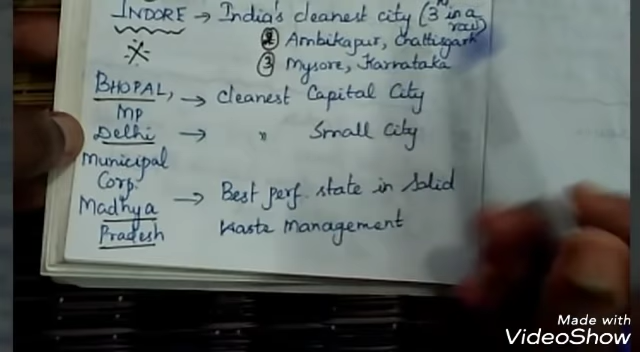 INDORE → India's cleanest city (3rd in a row)
② Ambikapur, Chattisgarh
③ Mysore, Karnataka
BHOPAL, → Cleanest Capital City
MP
Delhi → " Small City
Municipal
Corp.
Madhya → Best perf. state in Solid
Pradesh Waste Management
Made with
VideoShow